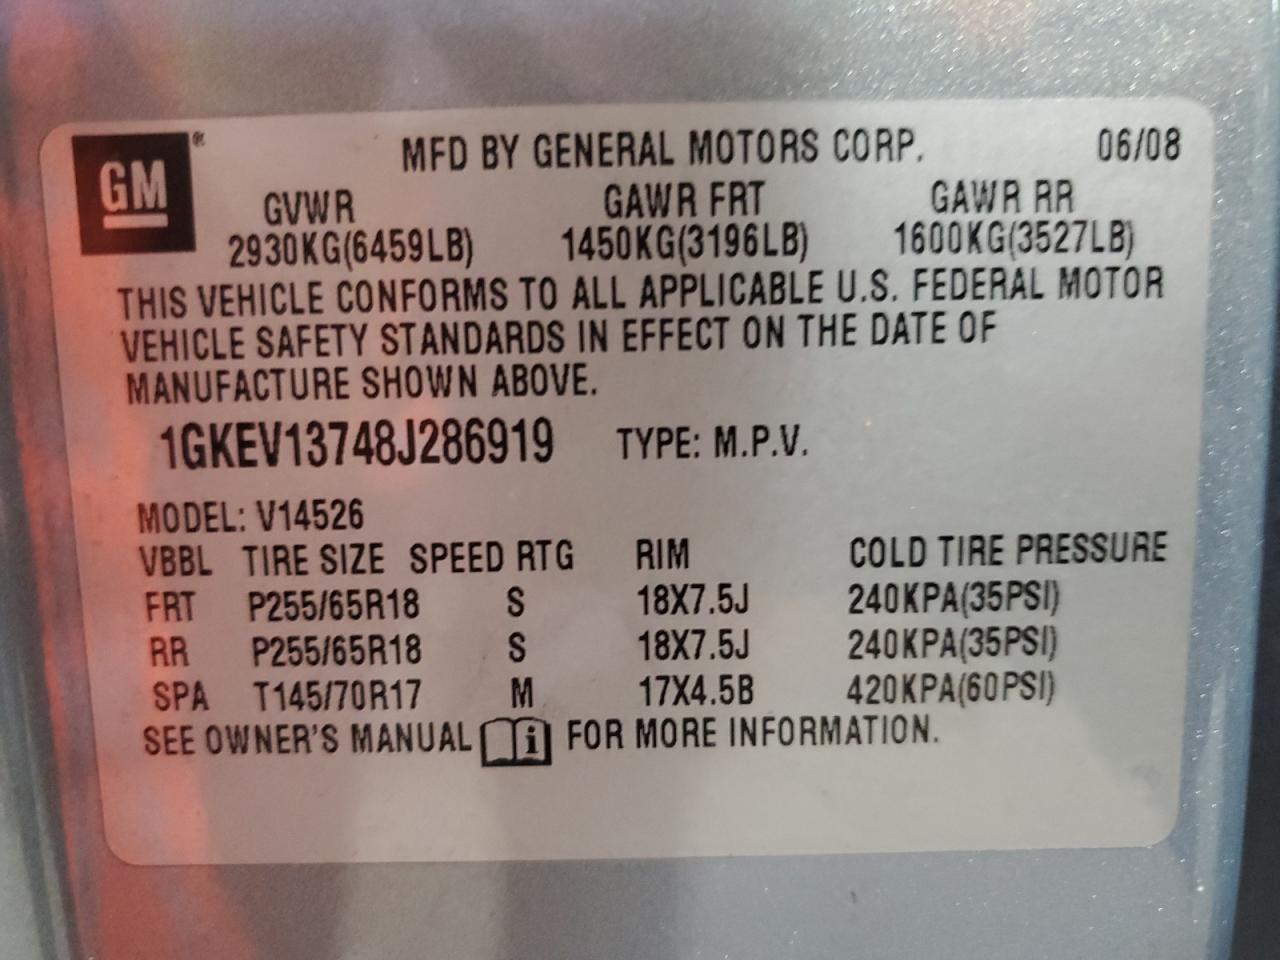 GM ® MFD BY GENERAL MOTORS CORP. 06/08
GVWR GAWR FRT GAWR RR
2930KG(6459LB) 1450KG(3196LB) 1600KG(3527LB)
THIS VEHICLE CONFORMS TO ALL APPLICABLE U.S. FEDERAL MOTOR
VEHICLE SAFETY STANDARDS IN EFFECT ON THE DATE OF
MANUFACTURE SHOWN ABOVE.
1GKEV13748J286919 TYPE: M.P.V.
MODEL: V14526
VBBL TIRE SIZE SPEED RTG RIM COLD TIRE PRESSURE
FRT P255/65R18 S 18X7.5J 240KPA(35PSI)
RR P255/65R18 S 18X7.5J 240KPA(35PSI)
SPA T145/70R17 M 17X4.5B 420KPA(60PSI)
SEE OWNER'S MANUAL i FOR MORE INFORMATION.